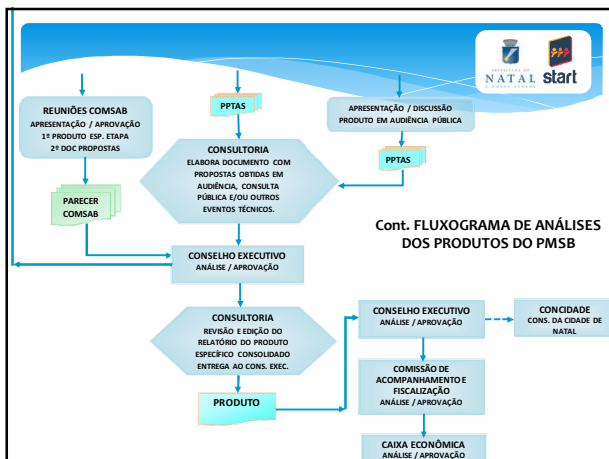 PREFEITURA DO
NATAL
start
REUNIÕES COMSAB
APRESENTAÇÃO / APROVAÇÃO
1º PRODUTO ESP. ETAPA
2º DOC PROPOSTAS
PPTAS
APRESENTAÇÃO / DISCUSSÃO
PRODUTO EM AUDIÊNCIA PÚBLICA
CONSULTORIA
ELABORA DOCUMENTO COM
PROPOSTAS OBTIDAS EM
AUDIÊNCIA, CONSULTA
PÚBLICA E/OU OUTROS
EVENTOS TÉCNICOS.
PPTAS
PARECER
COMSAB
Cont. FLUXOGRAMA DE ANÁLISES
DOS PRODUTOS DO PMSB
CONSELHO EXECUTIVO
ANÁLISE / APROVAÇÃO
CONSULTORIA
REVISÃO E EDIÇÃO DO
RELATÓRIO DO PRODUTO
ESPECÍFICO CONSOLIDADO
ENTREGA AO CONS. EXEC.
PRODUTO
CONSELHO EXECUTIVO
ANÁLISE / APROVAÇÃO
CONCIDADE
CONS. DA CIDADE DE
NATAL
COMISSÃO DE
ACOMPANHAMENTO E
FISCALIZAÇÃO
ANÁLISE / APROVAÇÃO
CAIXA ECONÔMICA
ANÁLISE / APROVAÇÃO